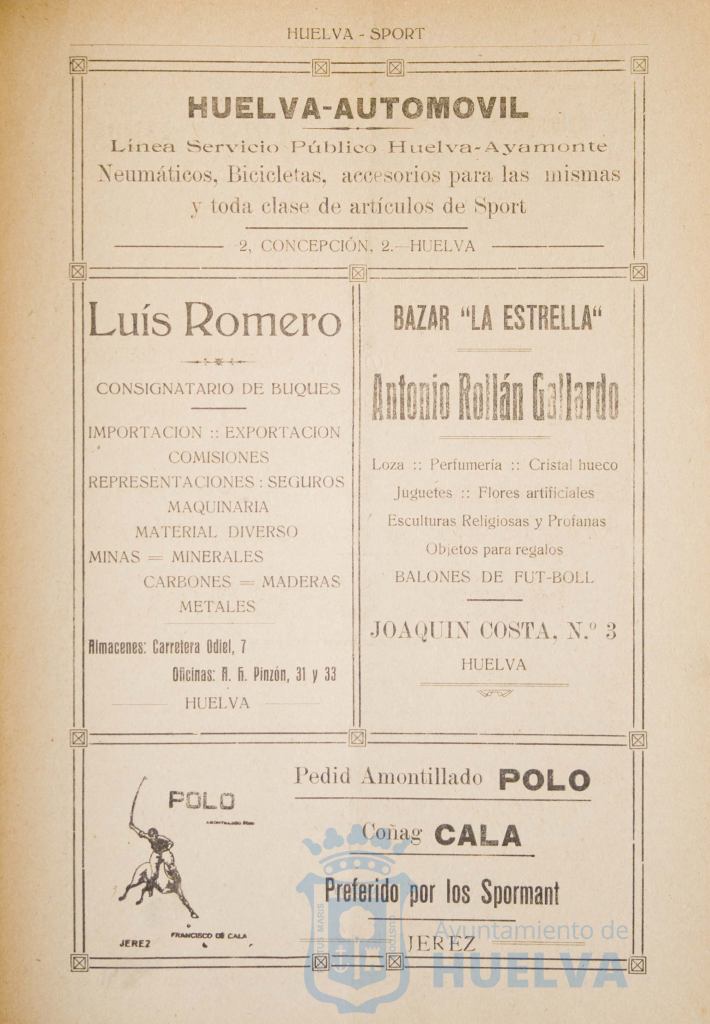 HUELVA - SPORT
HUELVA-AUTOMOVIL
Línea Servicio Público Huelva-Ayamonte
Neumáticos, Bicicletas, accesorios para las mismas
y toda clase de artículos de Sport
2, CONCEPCIÓN, 2.- HUELVA
Luís Romero
CONSIGNATARIO DE BUQUES
IMPORTACION :: EXPORTACION
COMISIONES
REPRESENTACIONES : SEGUROS
MAQUINARIA
MATERIAL DIVERSO
MINAS = MINERALES
CARBONES = MADERAS
METALES
Almacenes: Carretera Odiel, 7
Oficinas: A. H. Pinzón, 31 y 33
HUELVA
BAZAR "LA ESTRELLA"
Antonio Rollán Gallardo
Loza :: Perfumería :: Cristal hueco
Juguetes :: Flores artificiales
Esculturas Religiosas y Profanas
Objetos para regalos
BALONES DE FUT-BOLL
JOAQUIN COSTA, N.º 3
HUELVA
POLO
AMONTILLADO FINO
FRANCISCO DE CALA
JEREZ
Pedid Amontillado POLO
Coñag CALA
Preferido por los Spormant
JEREZ
Ayuntamiento de
HUELVA